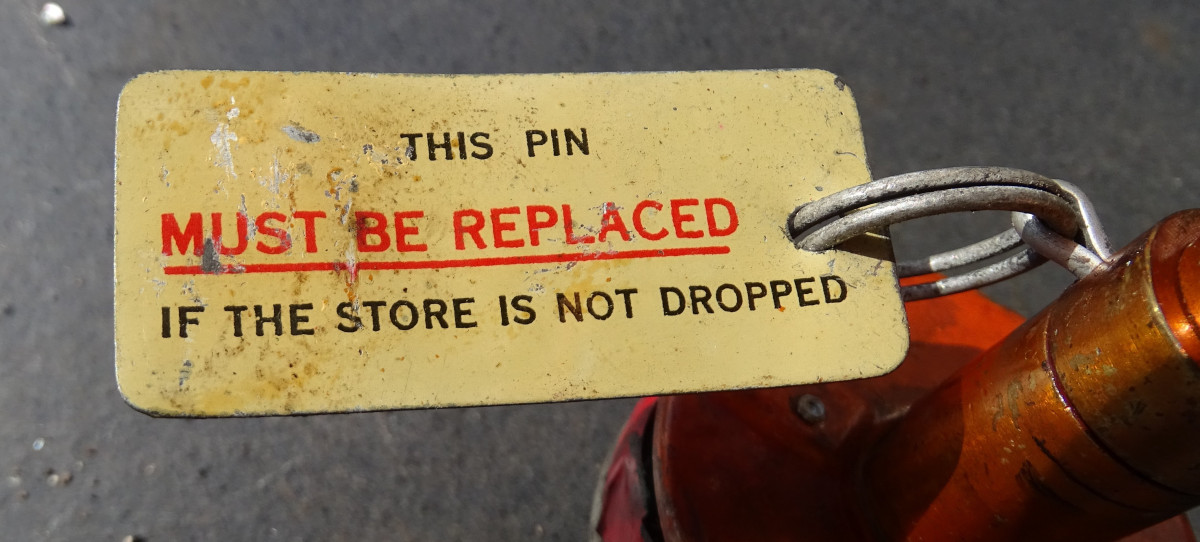 THIS PIN
MUST BE REPLACED
IF THE STORE IS NOT DROPPED